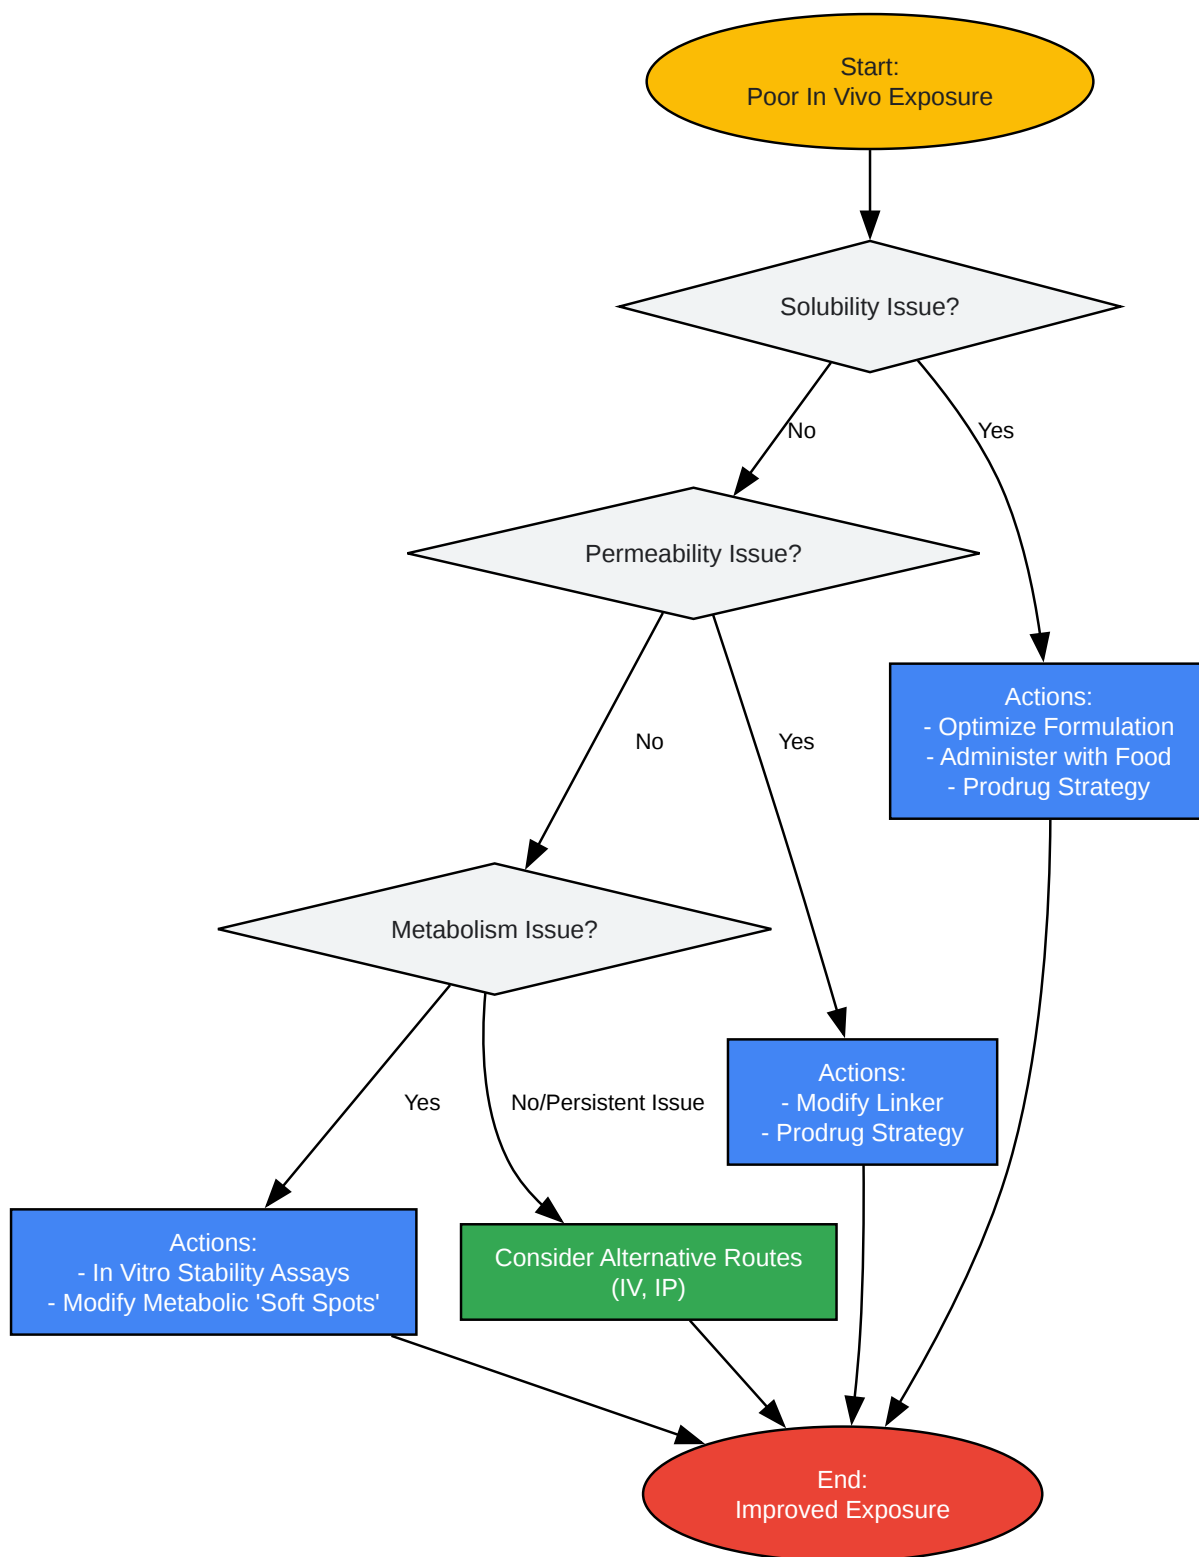 Start:
Poor In Vivo Exposure
Solubility Issue?
No
Yes
Permeability Issue?
No
Yes
Actions:
- Optimize Formulation
- Administer with Food
- Prodrug Strategy
Metabolism Issue?
Yes
No/Persistent Issue
Actions:
- Modify Linker
- Prodrug Strategy
Actions:
- In Vitro Stability Assays
- Modify Metabolic 'Soft Spots'
Consider Alternative Routes
(IV, IP)
End:
Improved Exposure